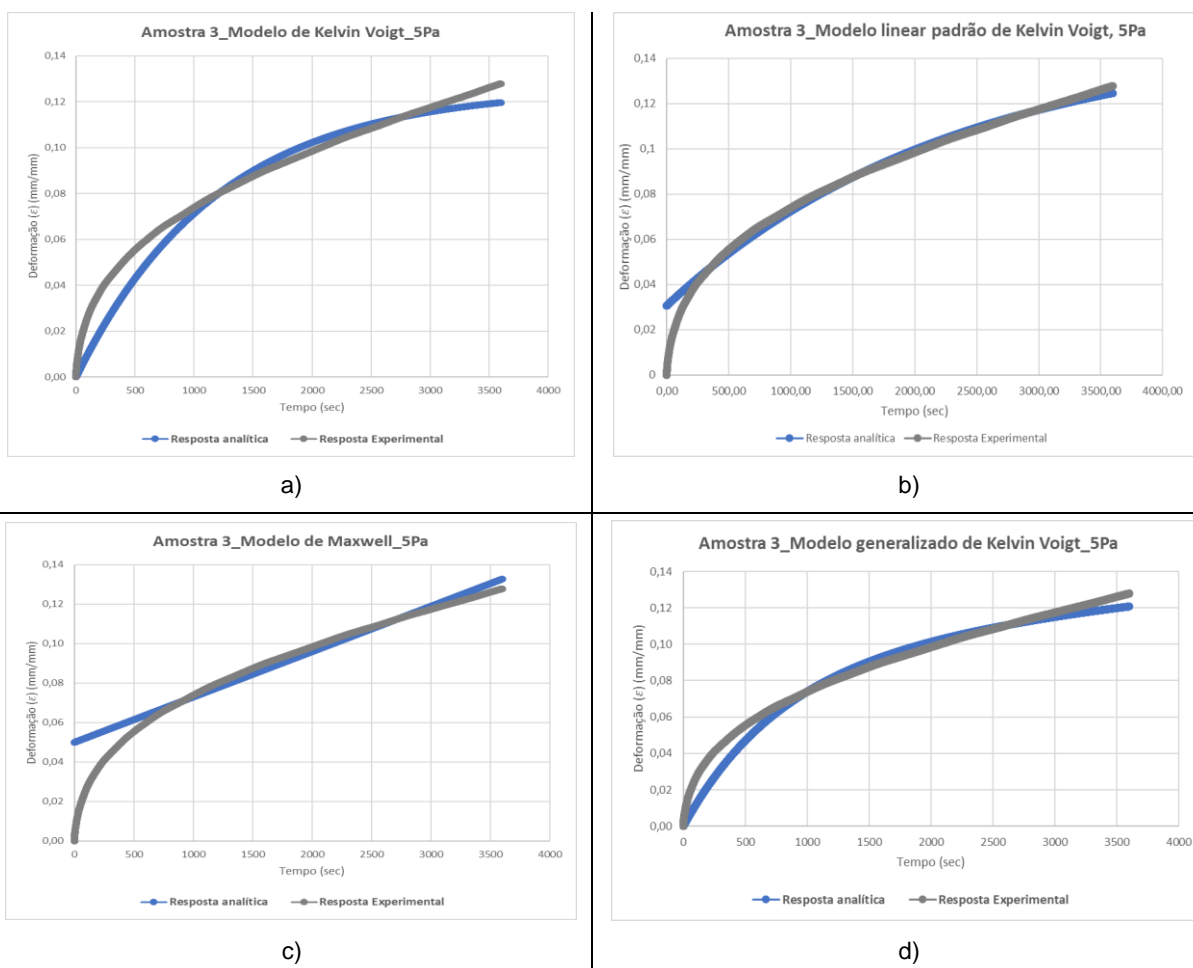 Amostra 3_Modelo de Kelvin Voigt_5Pa
Deformação (ε) (mm/mm)
0,14
0,12
0,10
0,08
0,06
0,04
0,02
0,00
0 500 1000 1500 2000 2500 3000 3500 4000
Tempo (sec)
Resposta analítica Resposta Experimental
a)
Amostra 3_Modelo linear padrão de Kelvin Voigt, 5Pa
Deformação (ε) (mm/mm)
0,14
0,12
0,1
0,08
0,06
0,04
0,02
0
0,00 500,00 1000,00 1500,00 2000,00 2500,00 3000,00 3500,00 4000,00
Tempo (sec)
Resposta analítica Resposta Experimental
b)
Amostra 3_Modelo de Maxwell_5Pa
Deformação (ε) (mm/mm)
0,14
0,12
0,10
0,08
0,06
0,04
0,02
0,00
0 500 1000 1500 2000 2500 3000 3500 4000
Tempo (sec)
Resposta analítica Resposta Experimental
c)
Amostra 3_Modelo generalizado de Kelvin Voigt_5Pa
Deformação (ε) (mm/mm)
0,14
0,12
0,10
0,08
0,06
0,04
0,02
0,00
0 500 1000 1500 2000 2500 3000 3500 4000
Tempo (sec)
Resposta analítica Resposta Experimental
d)